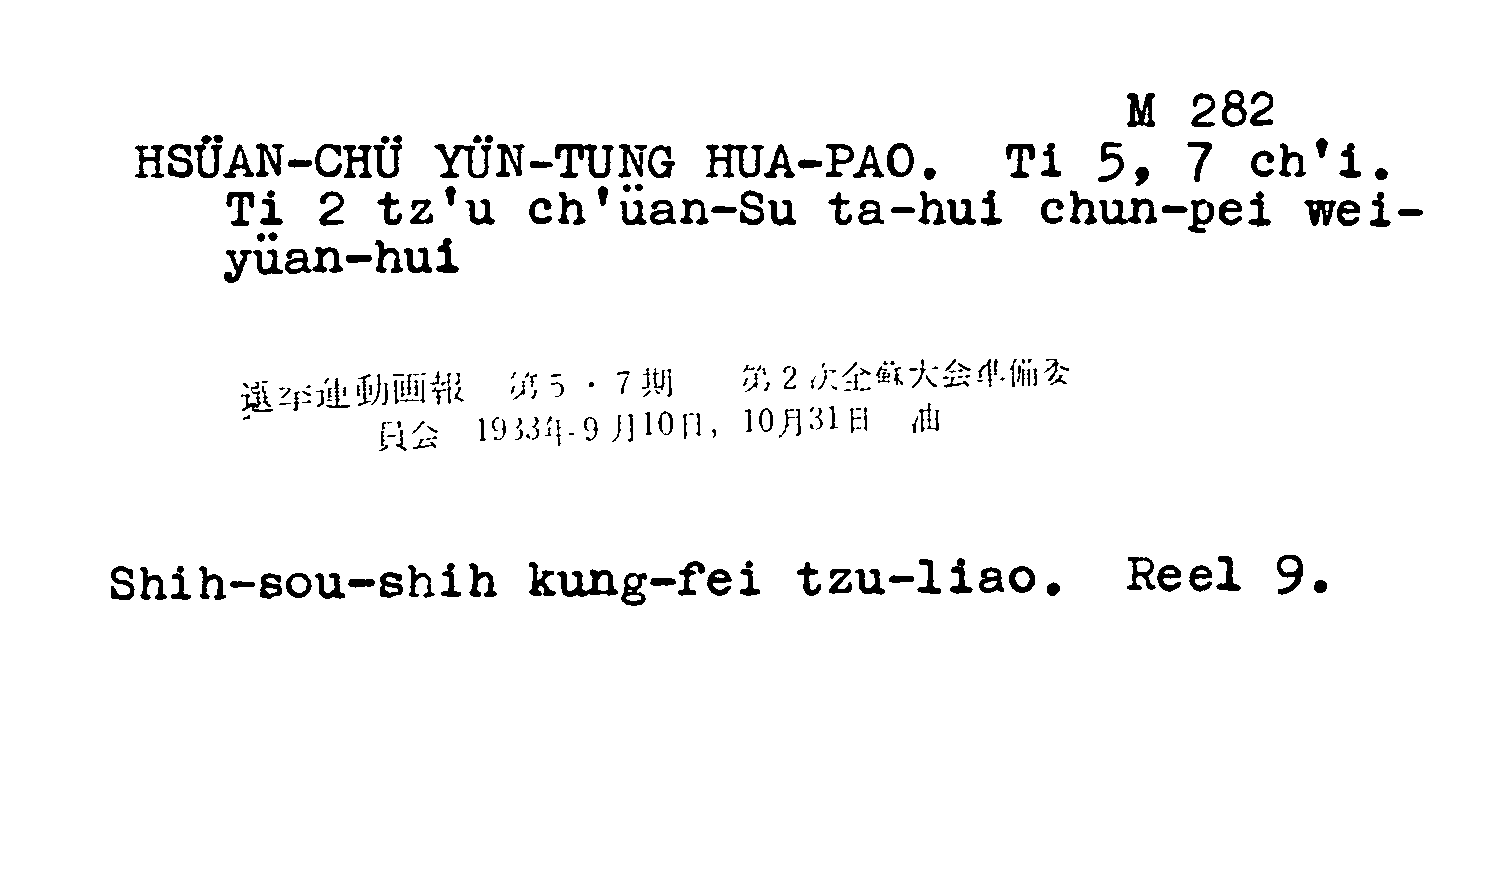 M 282
HSÜAN-CHÜ YÜN-TUNG HUA-PAO. Ti 5, 7 ch'i.
Ti 2 tz'u ch'üan-Su ta-hui chun-pei wei-
yüan-hui
選挙運動画報 第5・7期 第2次全蘇大会準備委
員会 1933年9月10日, 10月31日 油
Shih-sou-shih kung-fei tzu-liao. Reel 9.